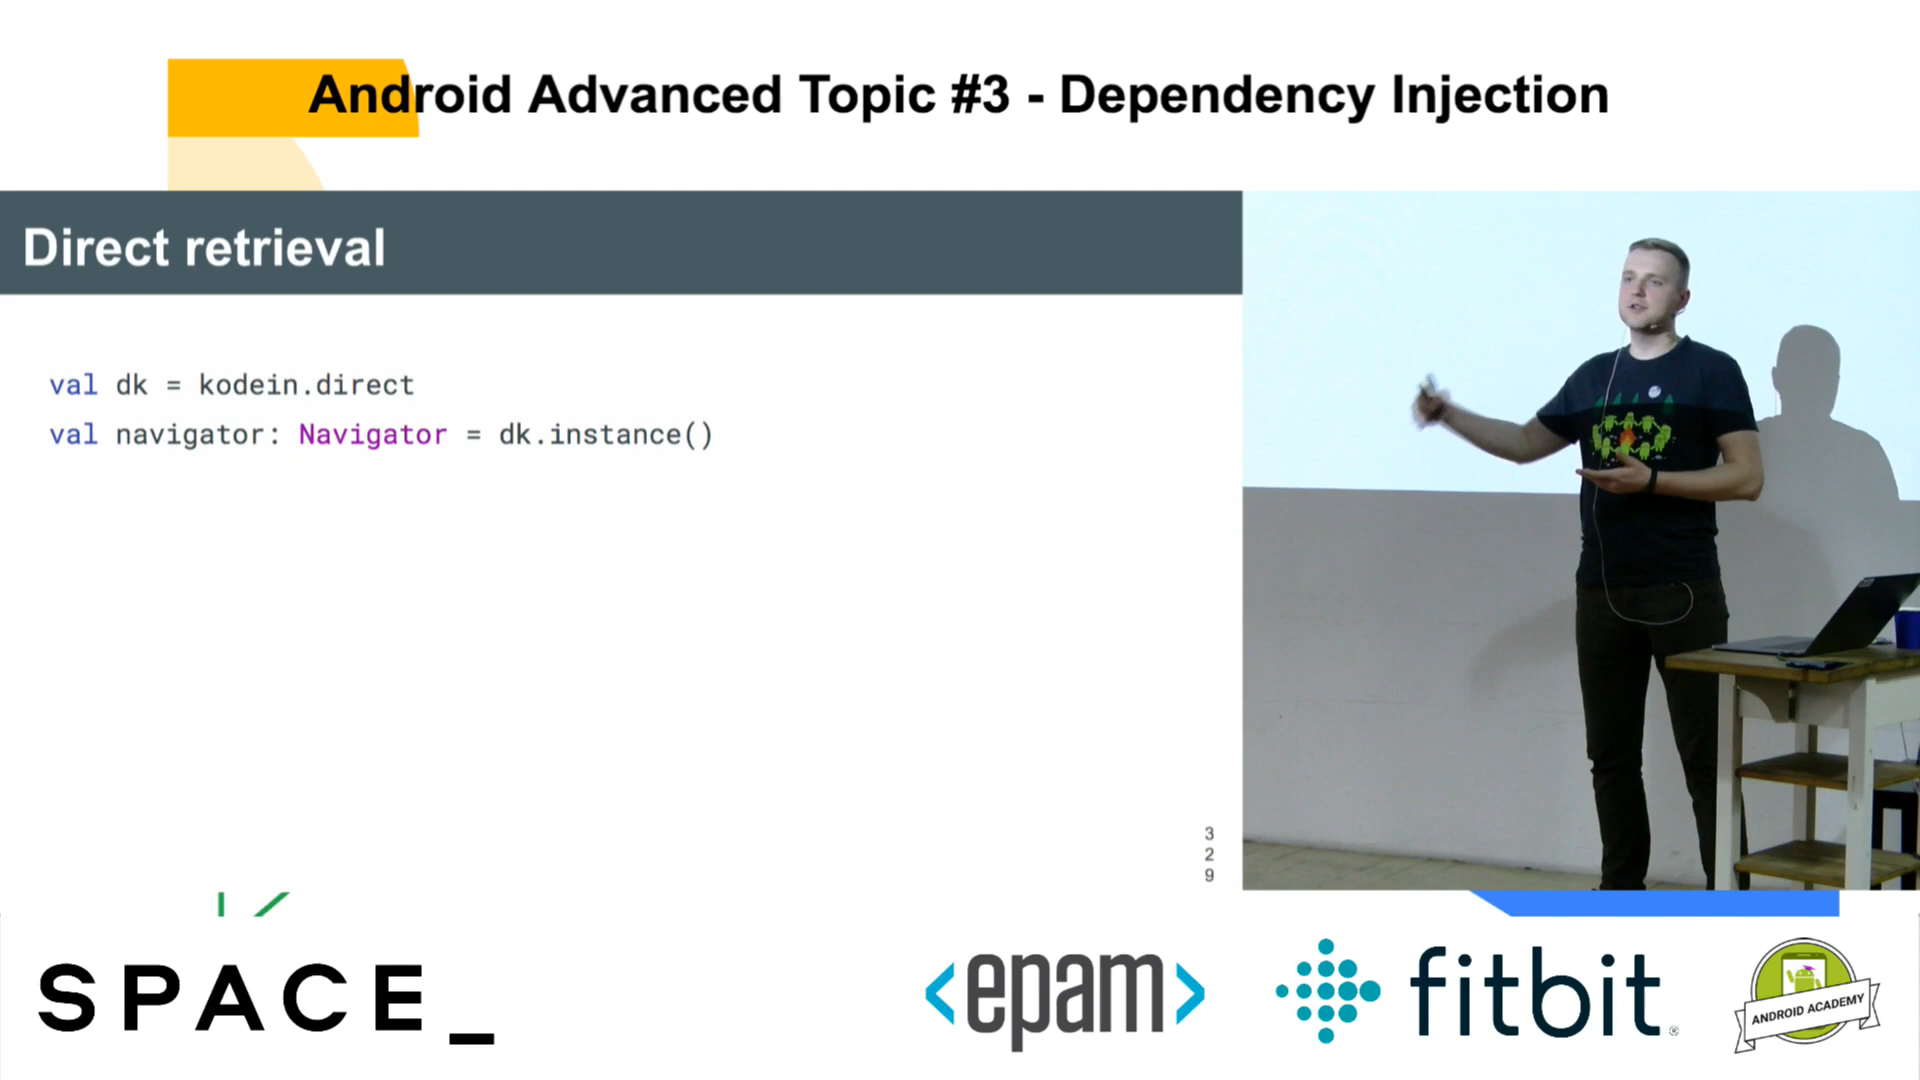 Android Advanced Topic #3 - Dependency Injection
Direct retrieval
val dk = kodein.direct
val navigator: Navigator = dk.instance()
3
2
9
SPACE_
<epam>
fitbit®
ANDROID ACADEMY